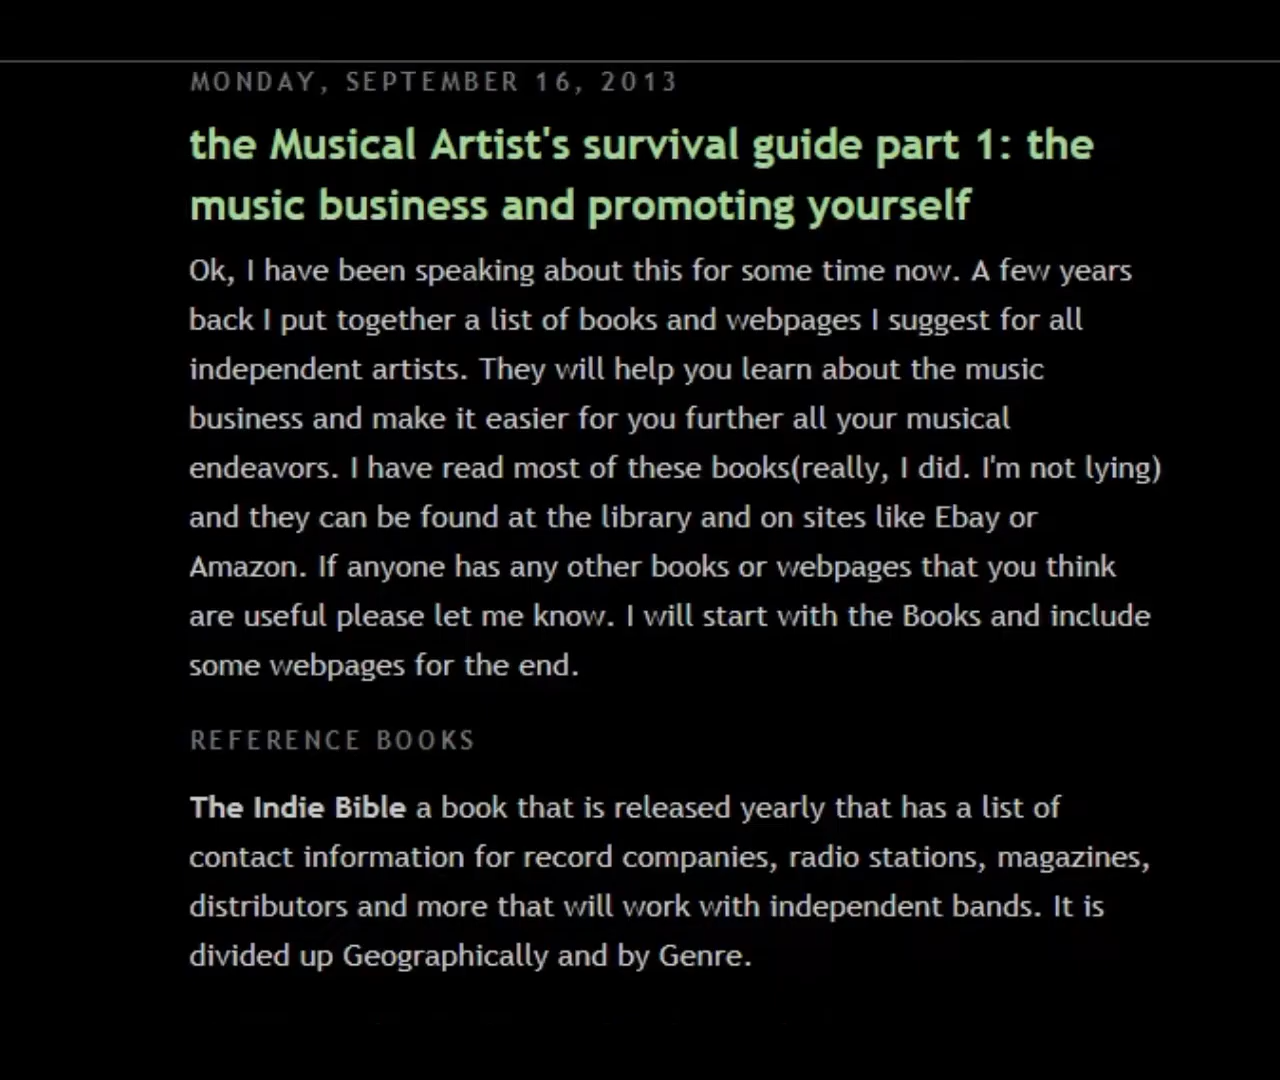 MONDAY, SEPTEMBER 16, 2013
the Musical Artist's survival guide part 1: the
music business and promoting yourself
Ok, I have been speaking about this for some time now. A few years
back I put together a list of books and webpages I suggest for all
independent artists. They will help you learn about the music
business and make it easier for you further all your musical
endeavors. I have read most of these books(really, I did. I'm not lying)
and they can be found at the library and on sites like Ebay or
Amazon. If anyone has any other books or webpages that you think
are useful please let me know. I will start with the Books and include
some webpages for the end.
REFERENCE BOOKS
The Indie Bible a book that is released yearly that has a list of
contact information for record companies, radio stations, magazines,
distributors and more that will work with independent bands. It is
divided up Geographically and by Genre.